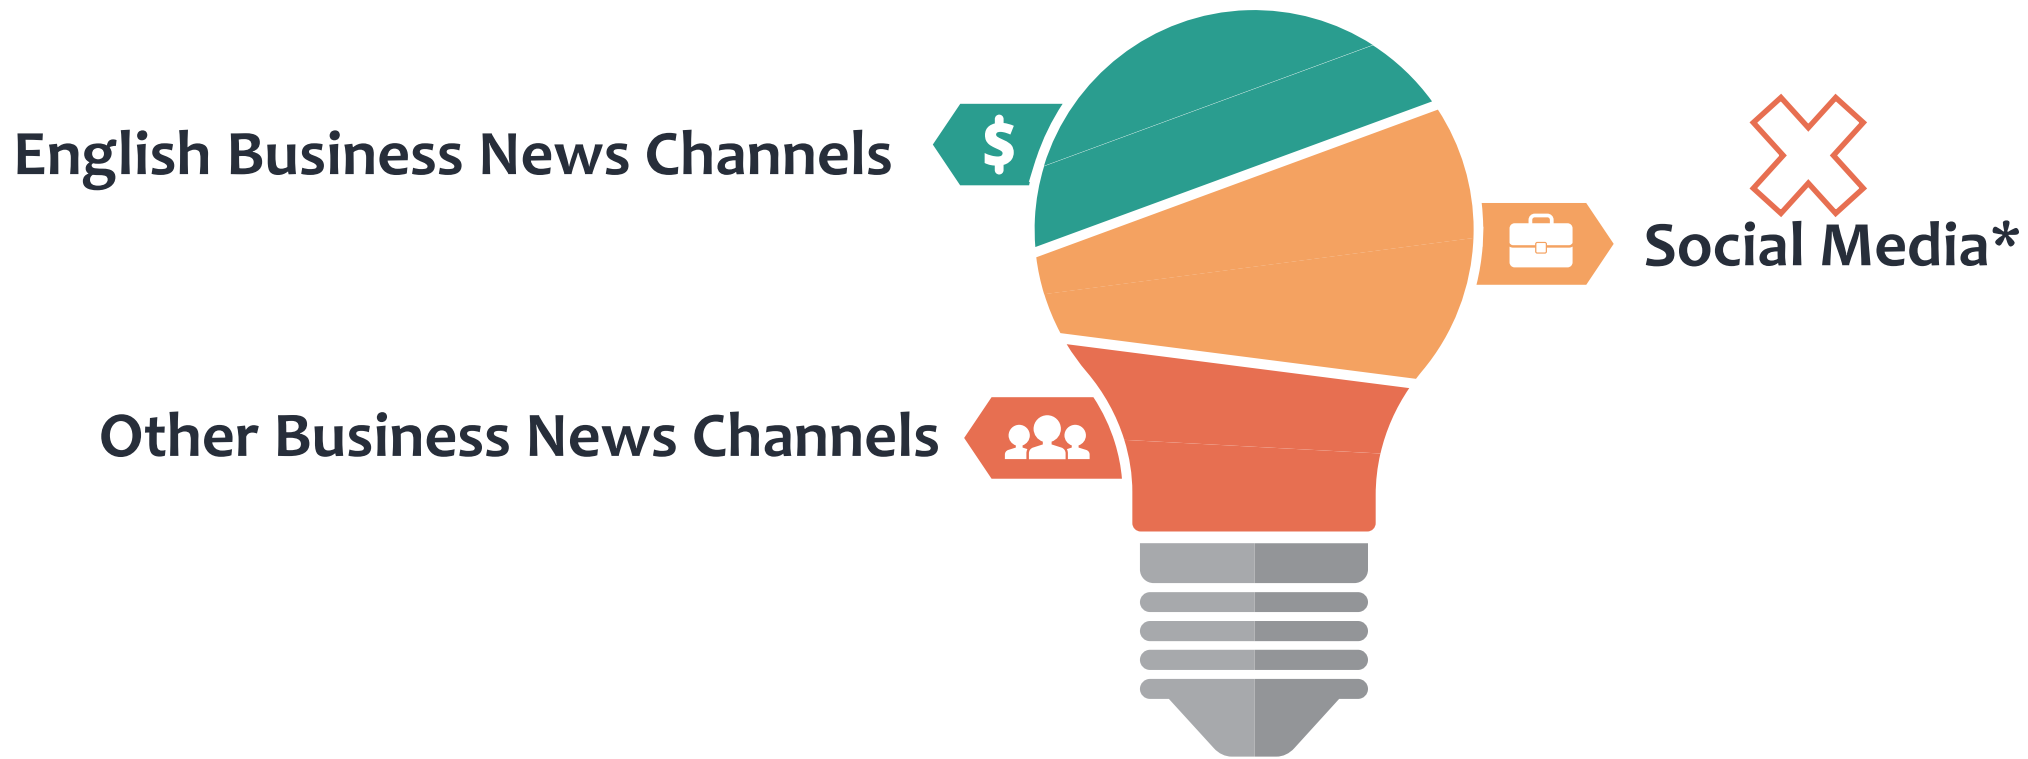 English Business News Channels
$
Social Media*
Other Business News Channels